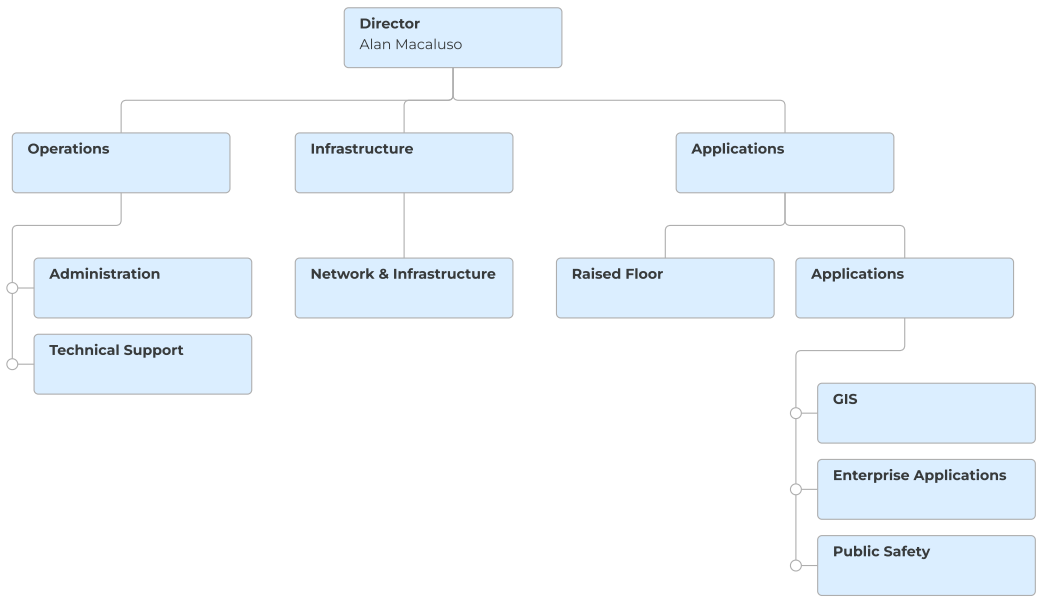 Director
Alan Macaluso
Operations
Infrastructure
Applications
Administration
Network & Infrastructure
Raised Floor
Applications
Technical Support
GIS
Enterprise Applications
Public Safety